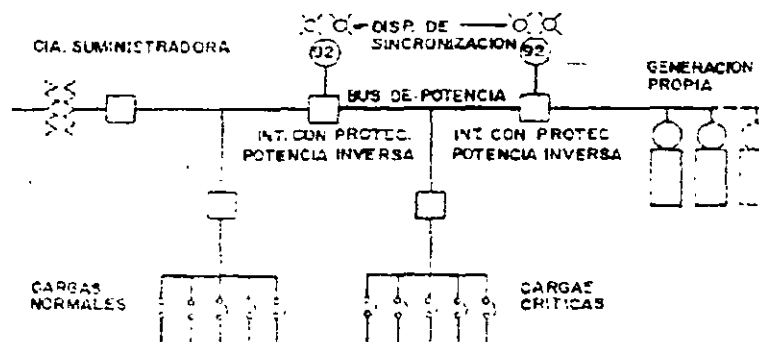 DISP. DE
SINCRONIZACION
CIA. SUMINISTRADORA
92
GENERACION
PROPIA
BUS DE POTENCIA
INT. CON PROTEC.
POTENCIA INVERSA
INT. CON PROTEC
POTENCIA INVERSA
CARGAS
NORMALES
CARGAS
CRITICAS